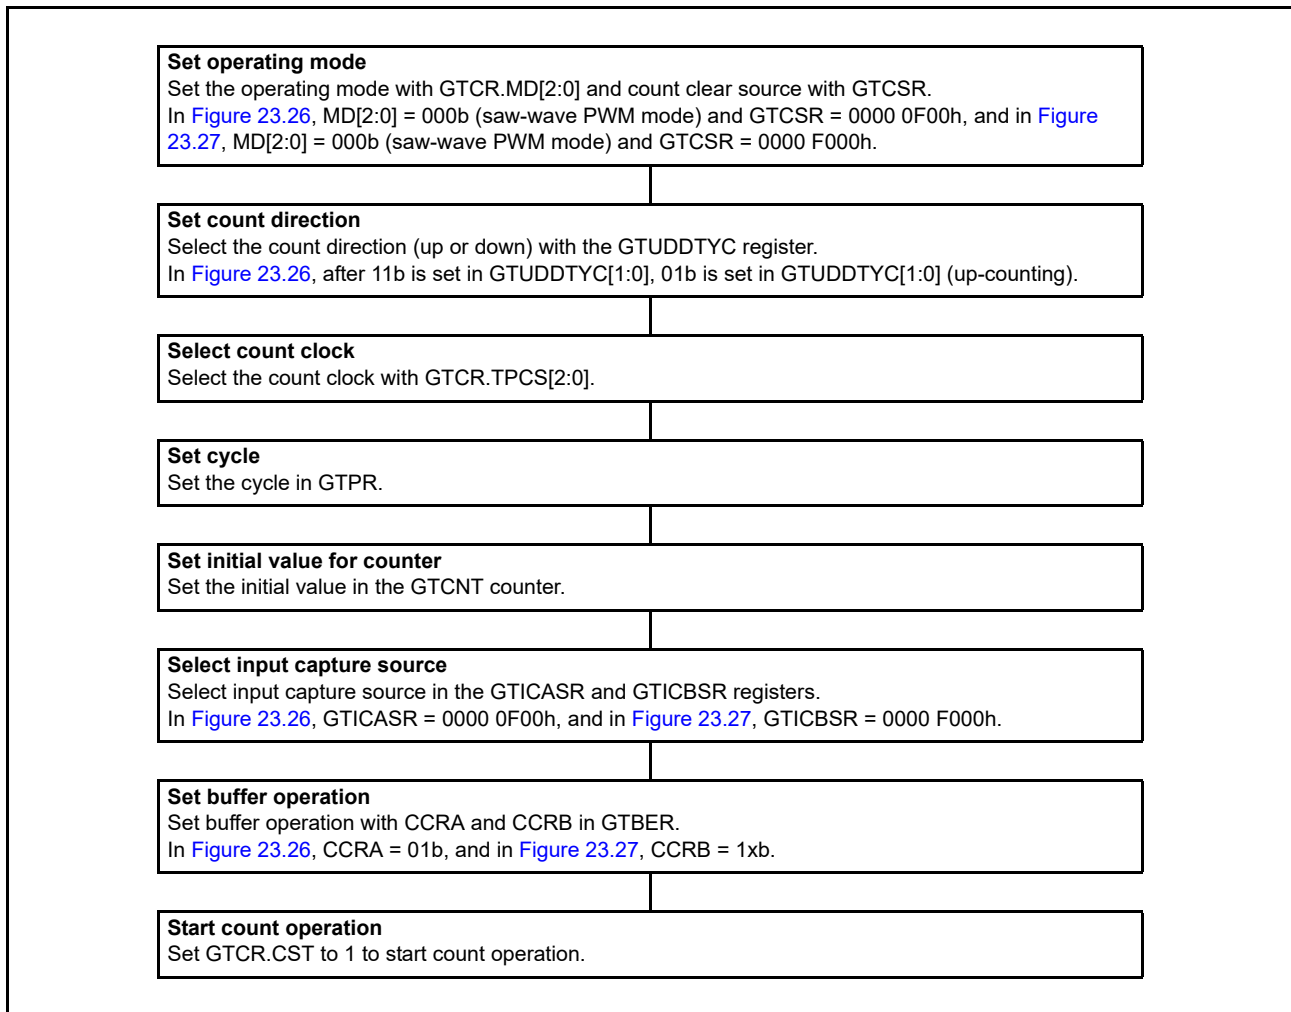 Set operating mode
Set the operating mode with GTCR.MD[2:0] and count clear source with GTCSR.
In Figure 23.26, MD[2:0] = 000b (saw-wave PWM mode) and GTCSR = 0000 0F00h, and in Figure
23.27, MD[2:0] = 000b (saw-wave PWM mode) and GTCSR = 0000 F000h.
Set count direction
Select the count direction (up or down) with the GTUDDTYC register.
In Figure 23.26, after 11b is set in GTUDDTYC[1:0], 01b is set in GTUDDTYC[1:0] (up-counting).
Select count clock
Select the count clock with GTCR.TPCS[2:0].
Set cycle
Set the cycle in GTPR.
Set initial value for counter
Set the initial value in the GTCNT counter.
Select input capture source
Select input capture source in the GTICASR and GTICBSR registers.
In Figure 23.26, GTICASR = 0000 0F00h, and in Figure 23.27, GTICBSR = 0000 F000h.
Set buffer operation
Set buffer operation with CCRA and CCRB in GTBER.
In Figure 23.26, CCRA = 01b, and in Figure 23.27, CCRB = 1xb.
Start count operation
Set GTCR.CST to 1 to start count operation.